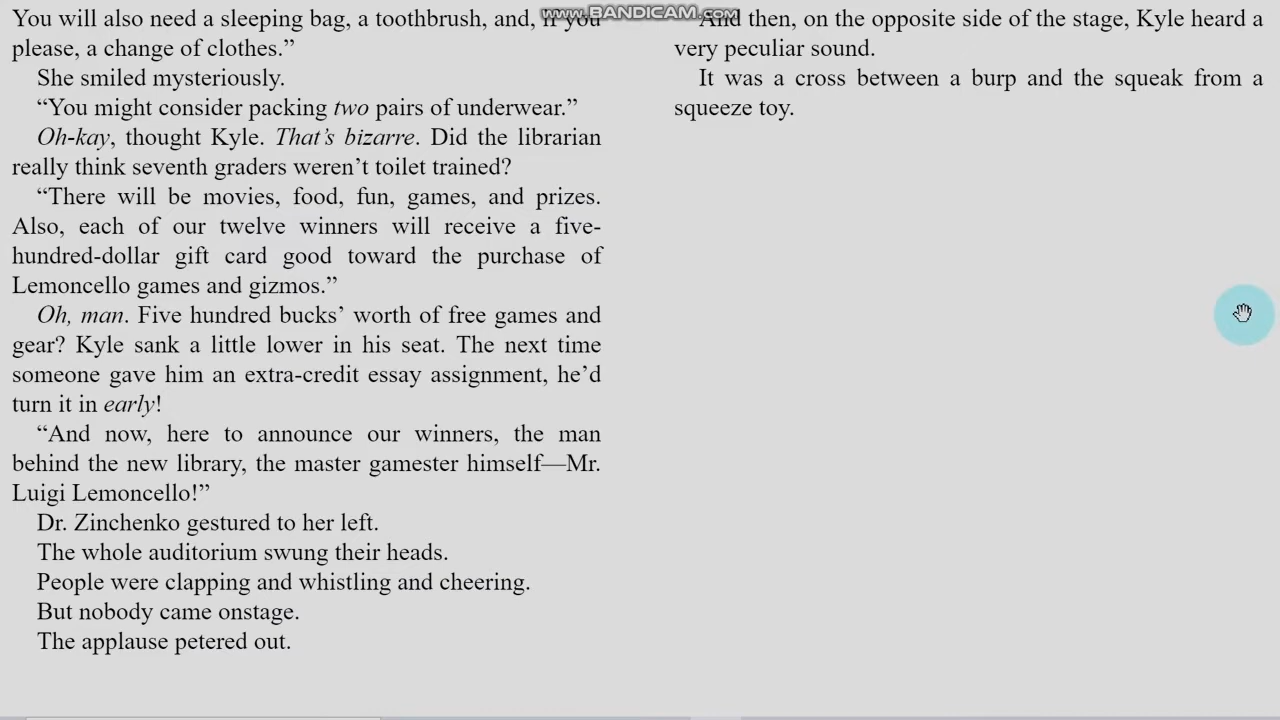 www.BANDICAM.com
You will also need a sleeping bag, a toothbrush, and, if you
please, a change of clothes.”
She smiled mysteriously.
“You might consider packing two pairs of underwear.”
Oh-kay, thought Kyle. That’s bizarre. Did the librarian
really think seventh graders weren’t toilet trained?
“There will be movies, food, fun, games, and prizes.
Also, each of our twelve winners will receive a five-
hundred-dollar gift card good toward the purchase of
Lemoncello games and gizmos.”
Oh, man. Five hundred bucks’ worth of free games and
gear? Kyle sank a little lower in his seat. The next time
someone gave him an extra-credit essay assignment, he’d
turn it in early!
“And now, here to announce our winners, the man
behind the new library, the master gamester himself—Mr.
Luigi Lemoncello!”
Dr. Zinchenko gestured to her left.
The whole auditorium swung their heads.
People were clapping and whistling and cheering.
But nobody came onstage.
The applause petered out.
And then, on the opposite side of the stage, Kyle heard a
very peculiar sound.
It was a cross between a burp and the squeak from a
squeeze toy.